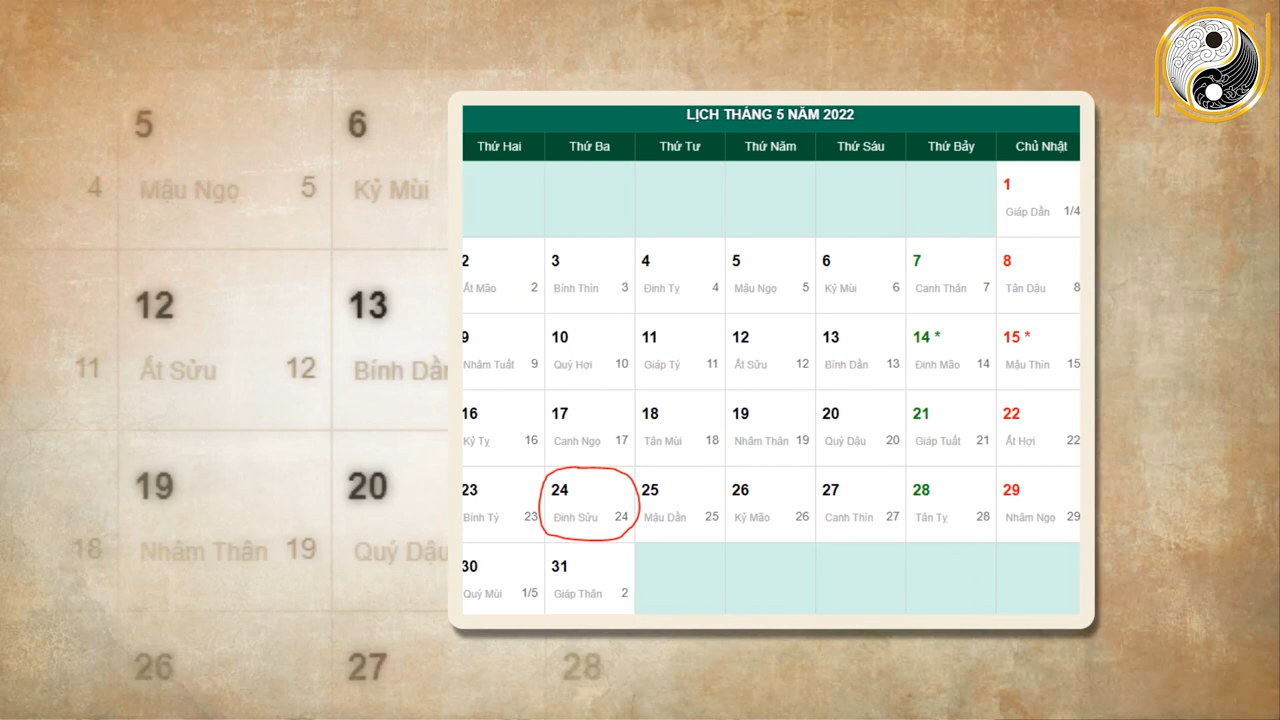 5
6
4
Mậu Ngọ
5
Kỷ Mùi
12
13
11
Ất Sửu
12
Bính Dần
19
20
18
Nhâm Thân
19
Quý Dậu
26
27
28
LỊCH THÁNG 5 NĂM 2022
Thứ Hai Thứ Ba Thứ Tư Thứ Năm Thứ Sáu Thứ Bảy Chủ Nhật
1
Giáp Dần 1/4
2 3 4 5 6 7 8
Ất Mão 2 Bính Thìn 3 Đinh Tỵ 4 Mậu Ngọ 5 Kỷ Mùi 6 Canh Thân 7 Tân Dậu 8
9 10 11 12 13 14 * 15 *
Nhâm Tuất 9 Quý Hợi 10 Giáp Tý 11 Ất Sửu 12 Bính Dần 13 Đinh Mão 14 Mậu Thìn 15
16 17 18 19 20 21 22
Kỷ Tỵ 16 Canh Ngọ 17 Tân Mùi 18 Nhâm Thân 19 Quý Dậu 20 Giáp Tuất 21 Ất Hợi 22
23 24 25 26 27 28 29
Bính Tý 23 Đinh Sửu 24 Mậu Dần 25 Kỷ Mão 26 Canh Thìn 27 Tân Tỵ 28 Nhâm Ngọ 29
30 31
Quý Mùi 1/5 Giáp Thân 2